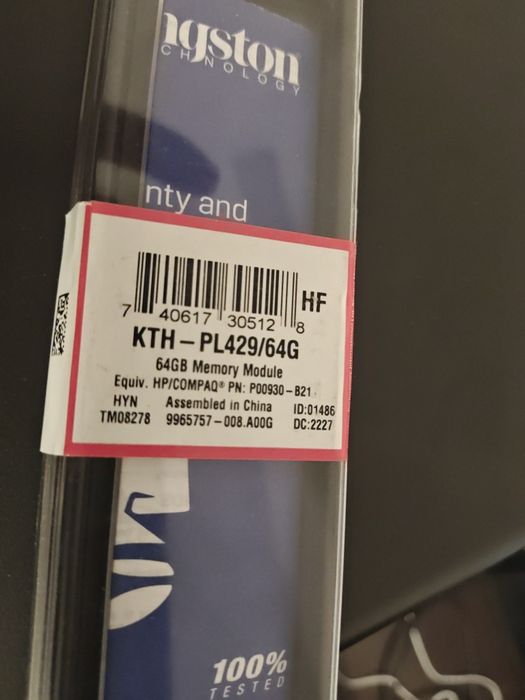 ngston
CHNOLOGY
nty and
7 40617 30512 8
HF
KTH-PL429/64G
64GB Memory Module
Equiv. HP/COMPAQ® PN: P00930-B21
HYN Assembled in China ID:01486
TM08278 9965757-008.A00G DC:2227
100%
TESTED